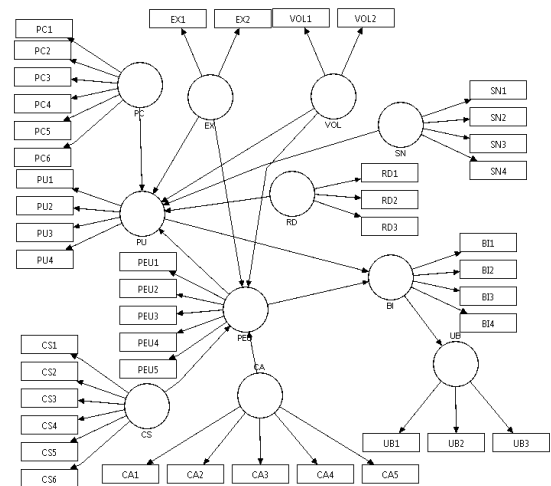 EX1
EX2
VOL1
VOL2
PC1
PC2
PC3
PC4
PC5
PC6
PC
EX
VOL
SN
SN1
SN2
SN3
SN4
PU1
PU2
PU3
PU4
PU
RD
RD1
RD2
RD3
PEU1
PEU2
PEU3
PEU4
PEU5
PEU
BI
BI1
BI2
BI3
BI4
UB
CS1
CS2
CS3
CS4
CS5
CS6
CS
CA
UB1
UB2
UB3
CA1
CA2
CA3
CA4
CA5